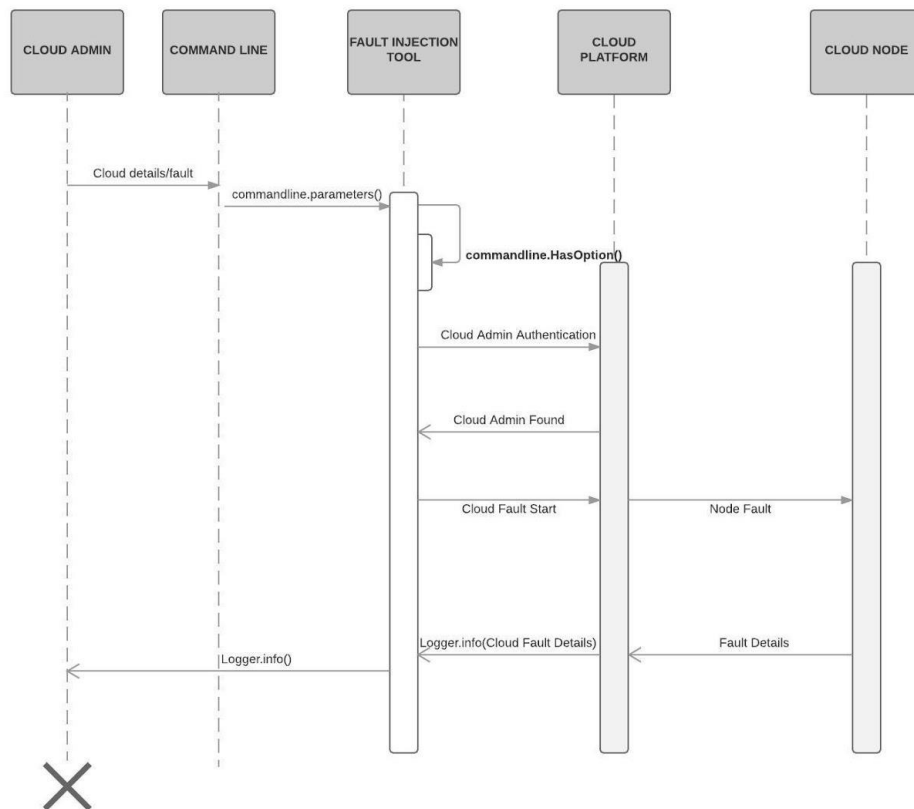 CLOUD ADMIN
COMMAND LINE
FAULT INJECTION
TOOL
CLOUD
PLATFORM
CLOUD NODE
Cloud details/fault
commandline.parameters()
commandline.HasOption()
Cloud Admin Authentication
Cloud Admin Found
Cloud Fault Start
Node Fault
Logger.info(Cloud Fault Details)
Fault Details
Logger.info()